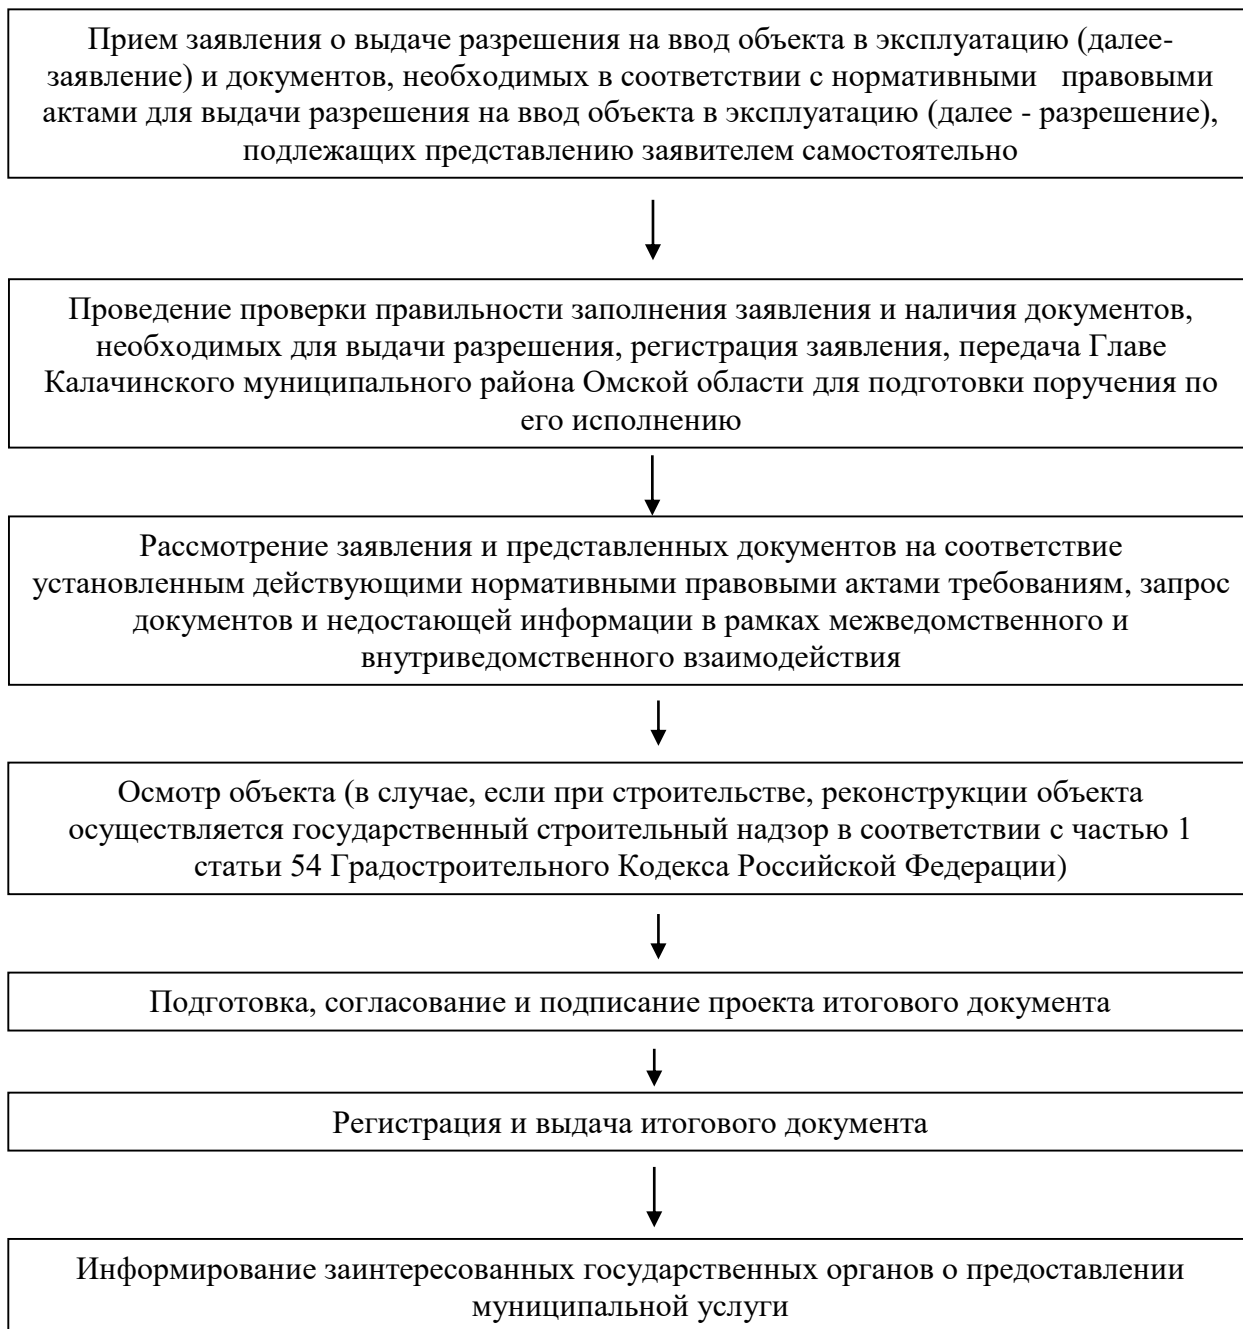 Прием заявления о выдаче разрешения на ввод объекта в эксплуатацию (далее-
заявление) и документов, необходимых в соответствии с нормативными правовыми
актами для выдачи разрешения на ввод объекта в эксплуатацию (далее - разрешение),
подлежащих представлению заявителем самостоятельно
Проведение проверки правильности заполнения заявления и наличия документов,
необходимых для выдачи разрешения, регистрация заявления, передача Главе
Калачинского муниципального района Омской области для подготовки поручения по
его исполнению
Рассмотрение заявления и представленных документов на соответствие
установленным действующими нормативными правовыми актами требованиям, запрос
документов и недостающей информации в рамках межведомственного и
внутриведомственного взаимодействия
Осмотр объекта (в случае, если при строительстве, реконструкции объекта
осуществляется государственный строительный надзор в соответствии с частью 1
статьи 54 Градостроительного Кодекса Российской Федерации)
Подготовка, согласование и подписание проекта итогового документа
Регистрация и выдача итогового документа
Информирование заинтересованных государственных органов о предоставлении
муниципальной услуги